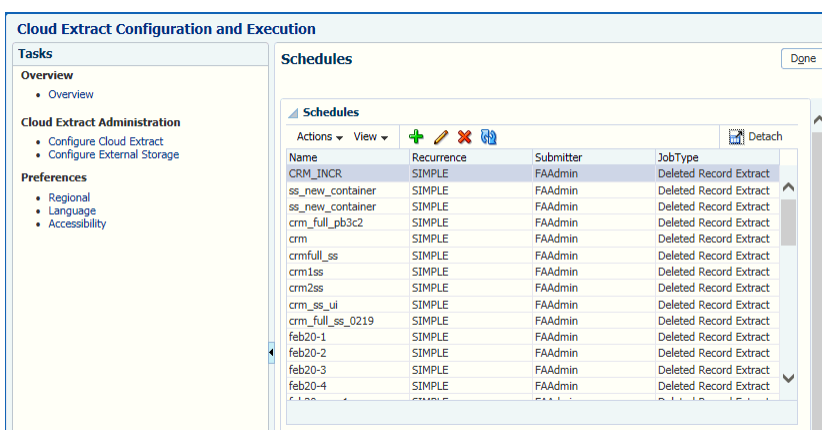 Cloud Extract Configuration and Execution
Tasks
Overview
Overview
Cloud Extract Administration
Configure Cloud Extract
Configure External Storage
Preferences
Regional
Language
Accessibility
Schedules
Done
Schedules
Actions View Detach
Name Recurrence Submitter JobType
CRM_INCR SIMPLE FAAdmin Deleted Record Extract
ss_new_container SIMPLE FAAdmin Deleted Record Extract
ss_new_container SIMPLE FAAdmin Deleted Record Extract
crm_full_pb3c2 SIMPLE FAAdmin Deleted Record Extract
crm SIMPLE FAAdmin Deleted Record Extract
crmfull_ss SIMPLE FAAdmin Deleted Record Extract
crm1ss SIMPLE FAAdmin Deleted Record Extract
crm2ss SIMPLE FAAdmin Deleted Record Extract
crm_ss_ui SIMPLE FAAdmin Deleted Record Extract
crm_full_ss_0219 SIMPLE FAAdmin Deleted Record Extract
feb20-1 SIMPLE FAAdmin Deleted Record Extract
feb20-2 SIMPLE FAAdmin Deleted Record Extract
feb20-3 SIMPLE FAAdmin Deleted Record Extract
feb20-4 SIMPLE FAAdmin Deleted Record Extract